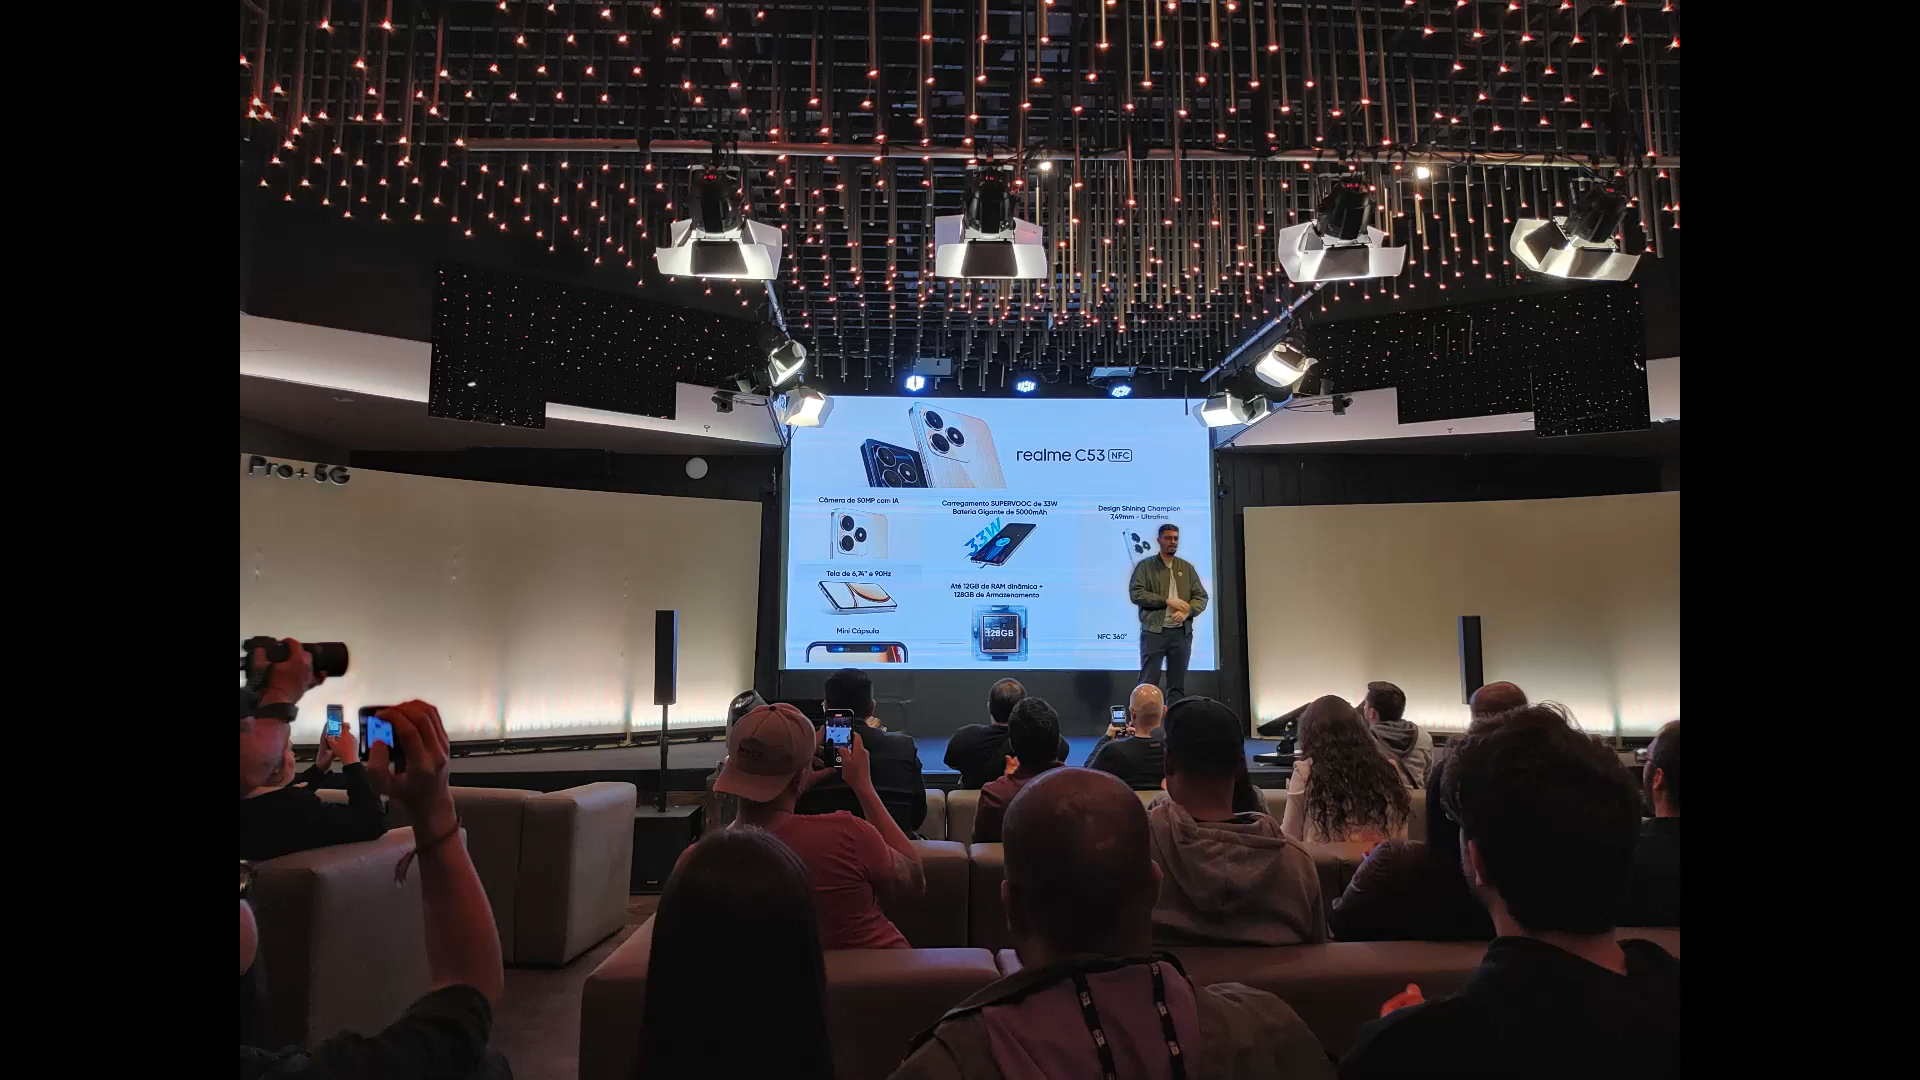 Pro+ 5G
realme C53 NFC
Câmera de 50MP com IA
Carregamento SUPERVOOC de 33W
Bateria Gigante de 5000mAh
Design Shining Champion
7,49mm - Ultrafino
33W
Tela de 6,74" e 90Hz
Até 12GB de RAM dinâmica +
128GB de Armazenamento
128GB
Mini Cápsula
NFC 360°